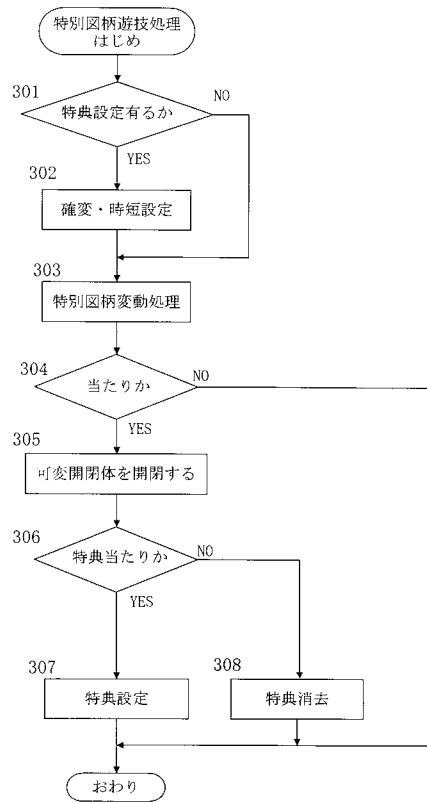 特別図柄遊技処理
はじめ
301
特典設定有るか
NO
YES
302
確変・時短設定
303
特別図柄変動処理
304
当たりか
NO
YES
305
可変開閉体を開閉する
306
特典当たりか
NO
YES
307
特典設定
308
特典消去
おわり